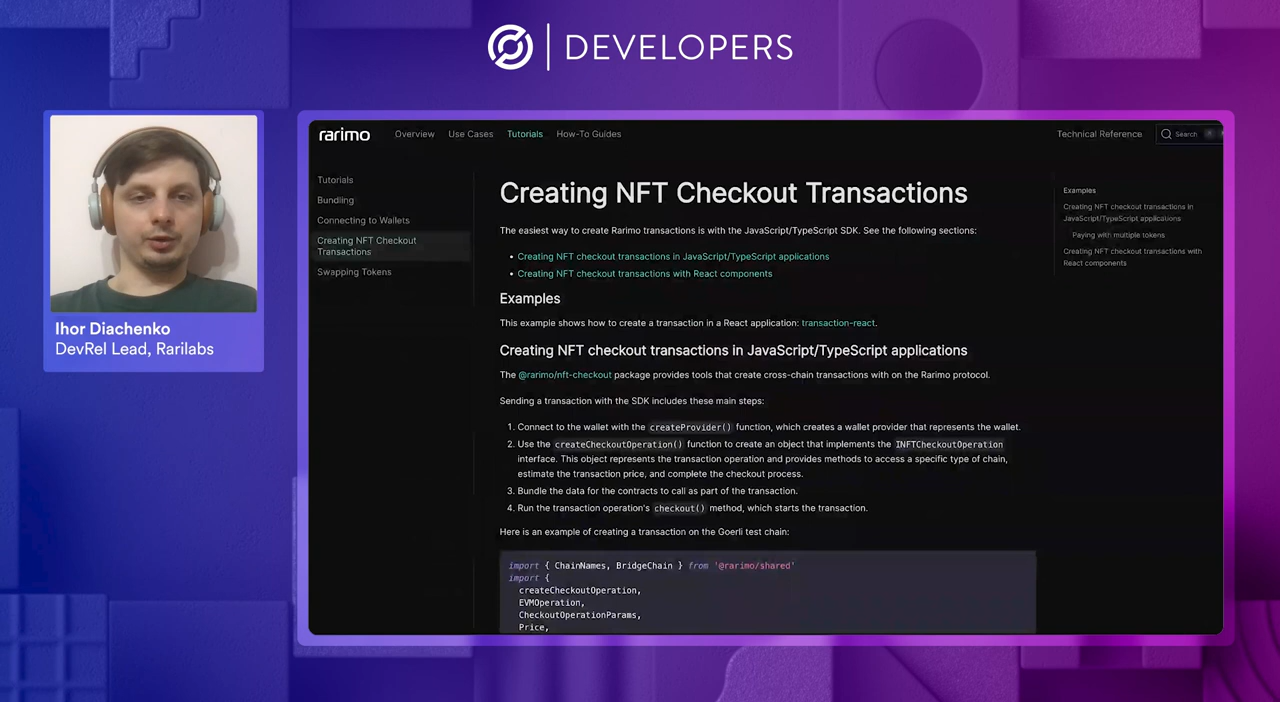 DEVELOPERS
Ihor Diachenko
DevRel Lead, Rarilabs
rarimo
Overview
Use Cases
Tutorials
How-To Guides
Technical Reference
Search
Tutorials
Bundling
Connecting to Wallets
Creating NFT Checkout
Transactions
Swapping Tokens
Creating NFT Checkout Transactions
The easiest way to create Rarimo transactions is with the JavaScript/TypeScript SDK. See the following sections:
• Creating NFT checkout transactions in JavaScript/TypeScript applications
• Creating NFT checkout transactions with React components
Examples
This example shows how to create a transaction in a React application: transaction-react.
Creating NFT checkout transactions in JavaScript/TypeScript applications
The @rarimo/nft-checkout package provides tools that create cross-chain transactions with on the Rarimo protocol.
Sending a transaction with the SDK includes these main steps:
1. Connect to the wallet with the createProvider() function, which creates a wallet provider that represents the wallet.
2. Use the createCheckoutOperation() function to create an object that implements the INFTCheckoutOperation
interface. This object represents the transaction operation and provides methods to access a specific type of chain,
estimate the transaction price, and complete the checkout process.
3. Bundle the data for the contracts to call as part of the transaction.
4. Run the transaction operation's checkout() method, which starts the transaction.
Here is an example of creating a transaction on the Goerli test chain:
import { ChainNames, BridgeChain } from '@rarimo/shared'
import {
createCheckoutOperation,
EVMOperation,
CheckoutOperationParams,
Price,
Examples
Creating NFT checkout transactions in
JavaScript/TypeScript applications
Paying with multiple tokens
Creating NFT checkout transactions with
React components